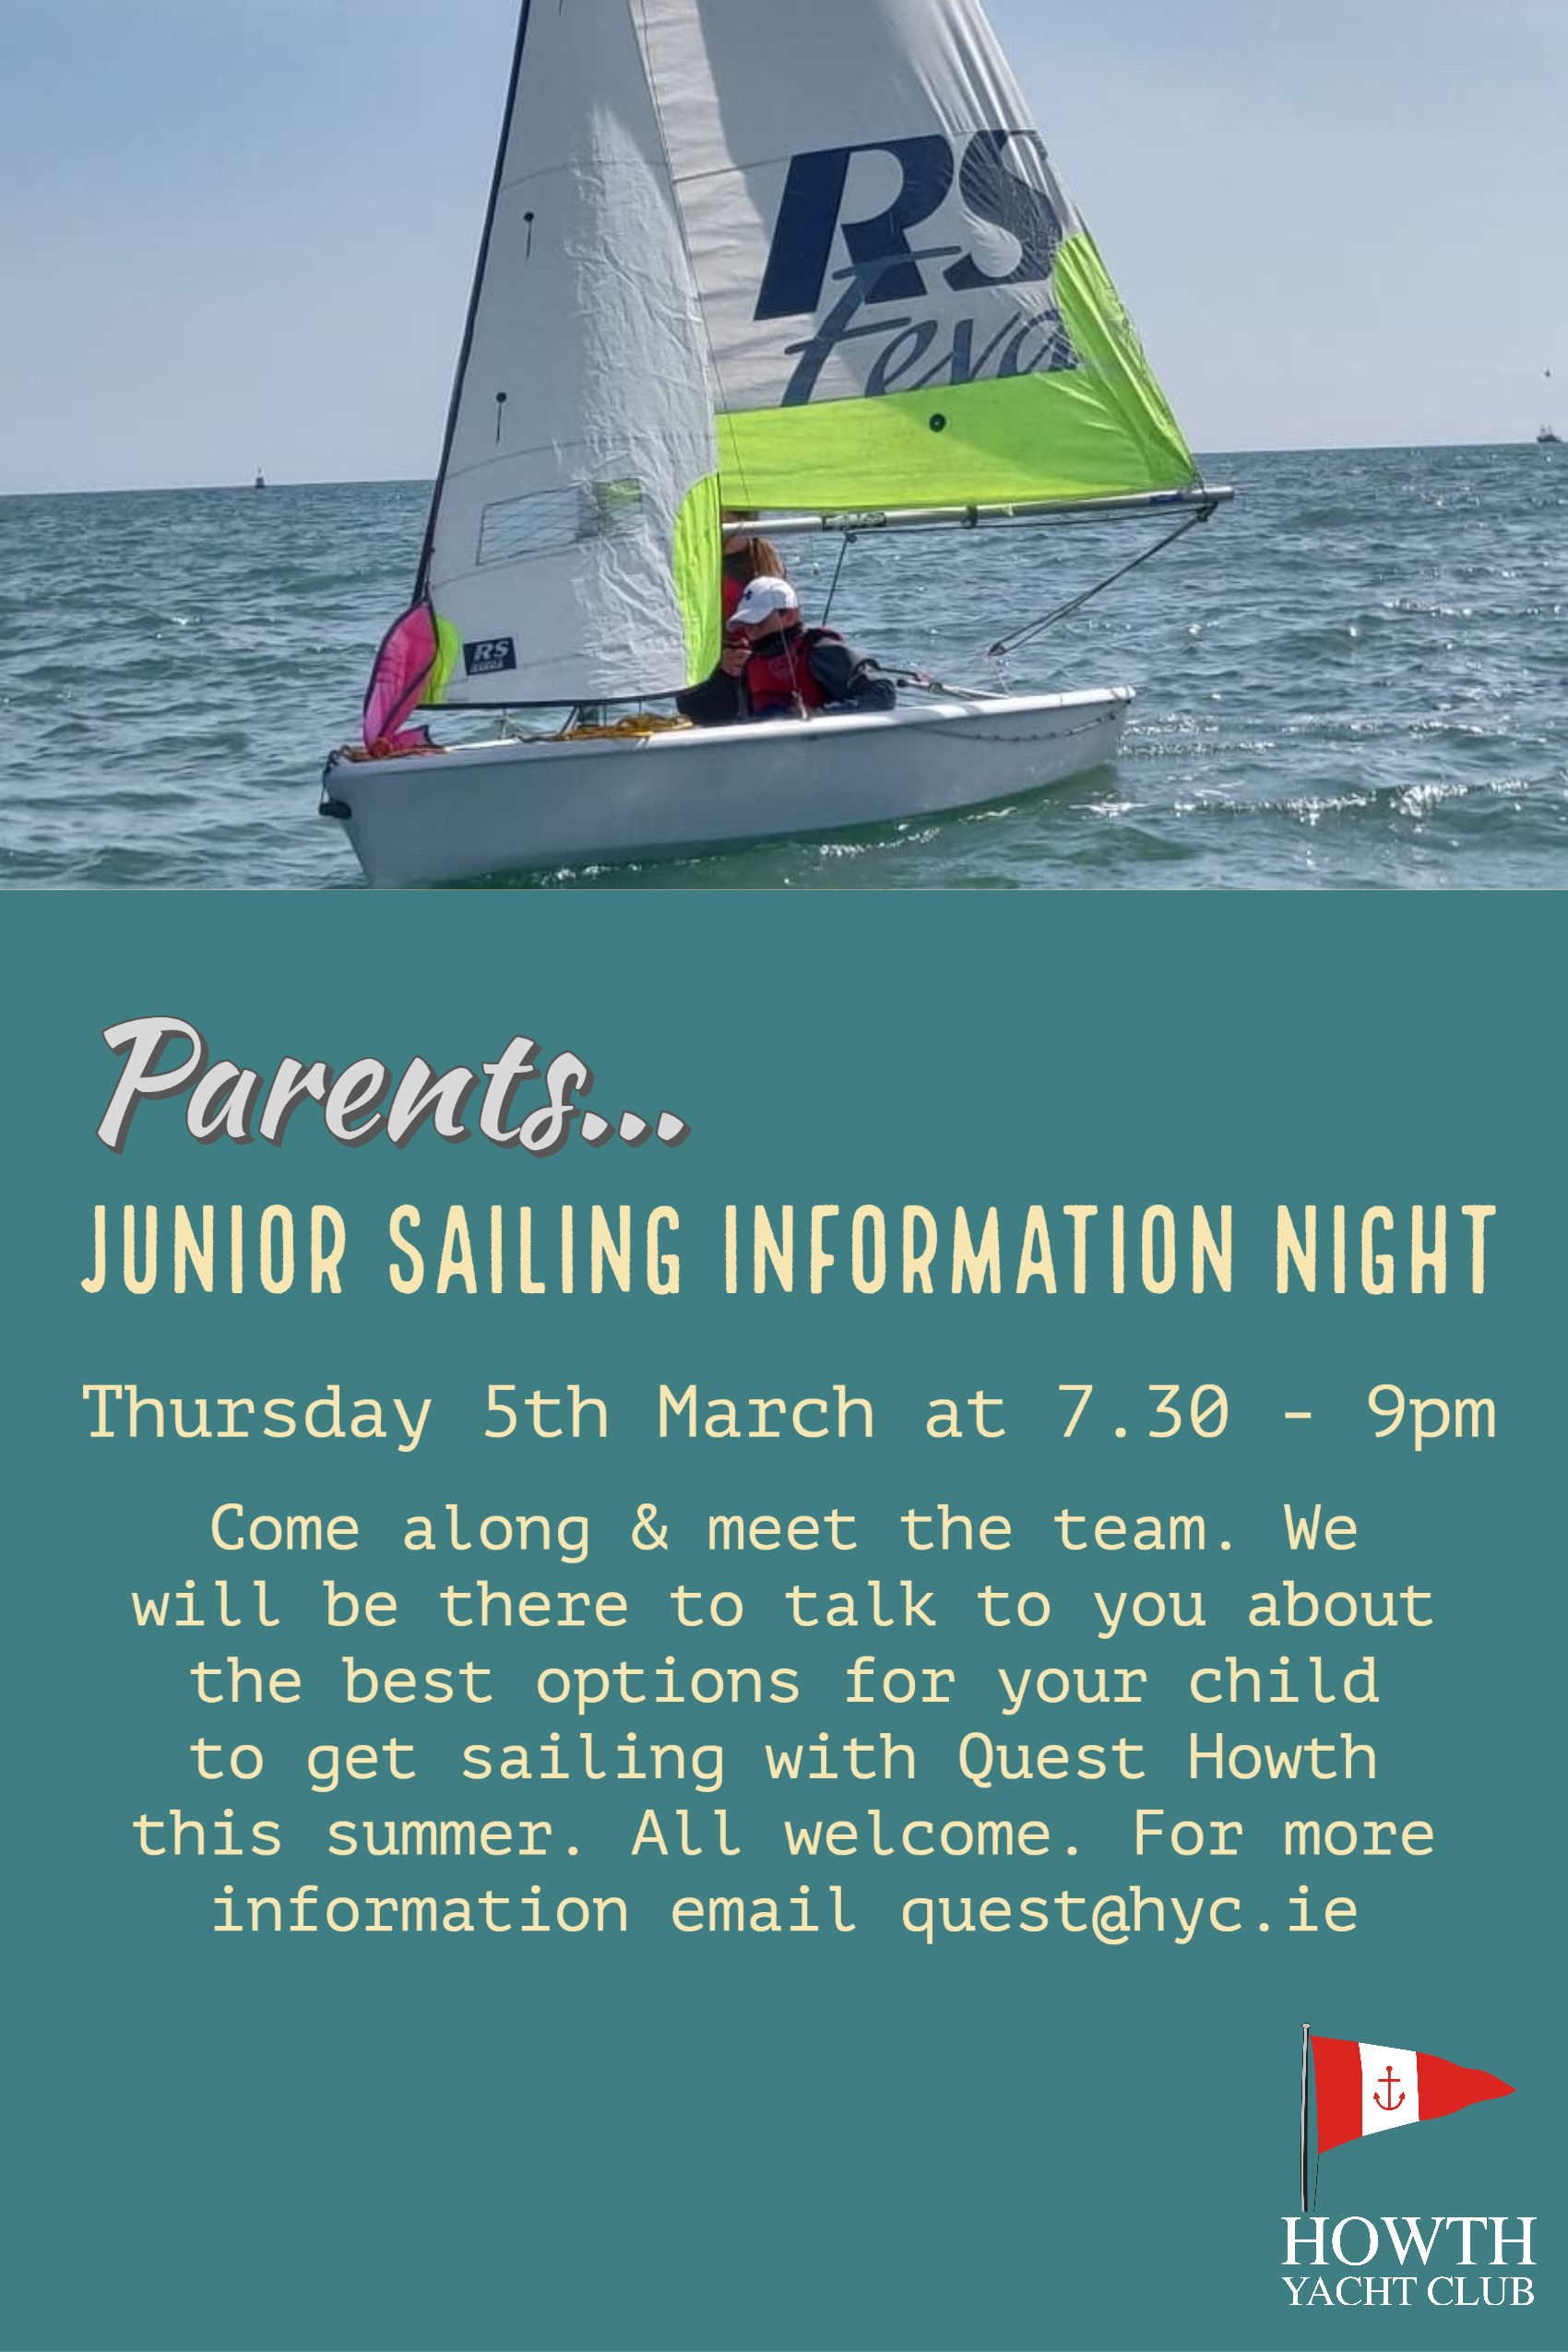 RS
Feva
RS
Parents...
JUNIOR SAILING INFORMATION NIGHT
Thursday 5th March at 7.30 - 9pm
Come along & meet the team. We
will be there to talk to you about
the best options for your child
to get sailing with Quest Howth
this summer. All welcome. For more
information email quest@hyc.ie
HOWTH
YACHT CLUB